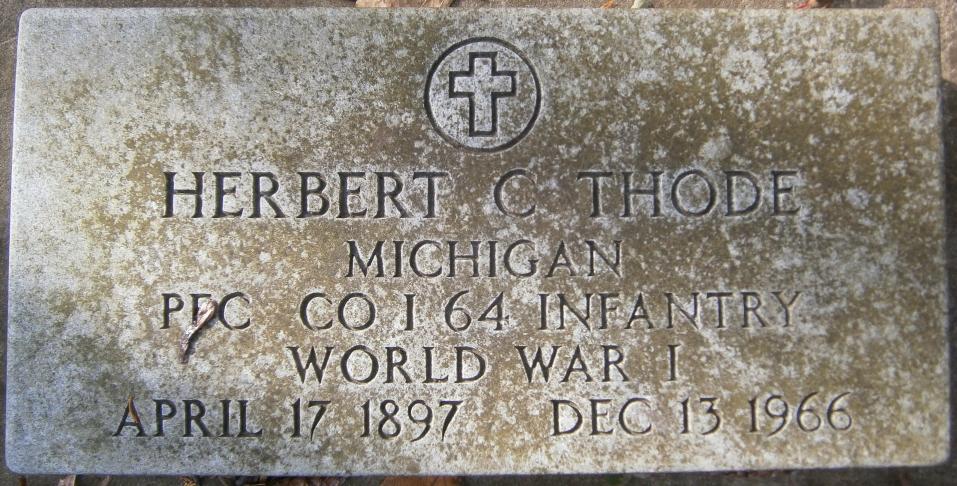 HERBERT C THODE
MICHIGAN
PFC CO I 64 INFANTRY
WORLD WAR I
APRIL 17 1897 DEC 13 1966